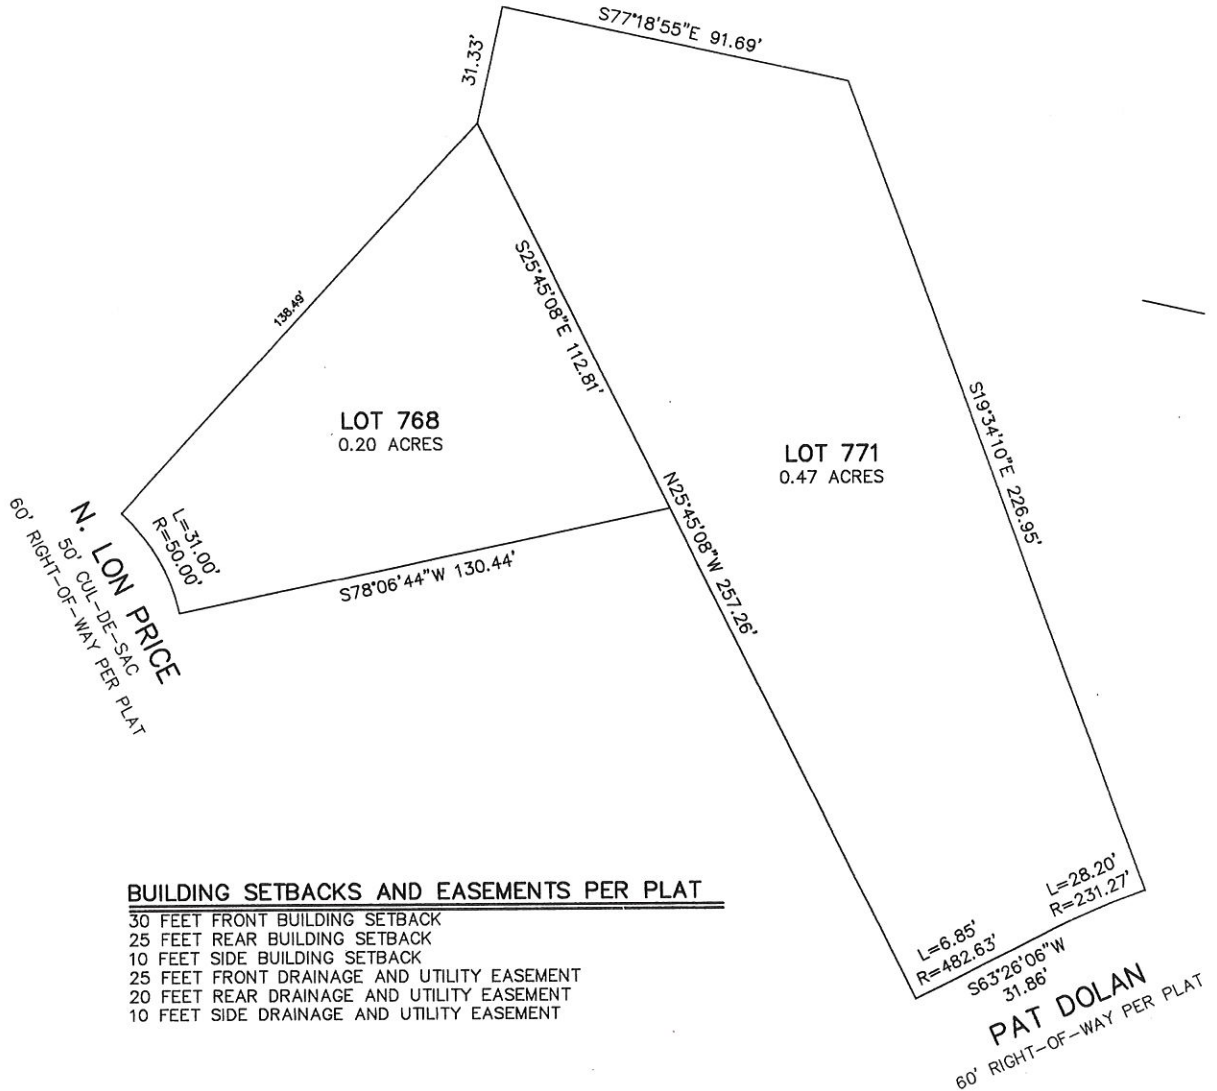 S77°18'55"E 91.69'
31.33'
138.49'
S25°45'08"E 112.81'
S19°34'10"E 226.95'
LOT 768
0.20 ACRES
LOT 771
0.47 ACRES
N25°45'08"W 257.26'
L=31.00'
R=50.00'
N. LON PRICE
50' CUL-DE-SAC
60' RIGHT-OF-WAY PER PLAT
S78°06'44"W 130.44'
BUILDING SETBACKS AND EASEMENTS PER PLAT
30 FEET FRONT BUILDING SETBACK
25 FEET REAR BUILDING SETBACK
10 FEET SIDE BUILDING SETBACK
25 FEET FRONT DRAINAGE AND UTILITY EASEMENT
20 FEET REAR DRAINAGE AND UTILITY EASEMENT
10 FEET SIDE DRAINAGE AND UTILITY EASEMENT
L=28.20'
R=231.27'
L=6.85'
R=482.63'
S63°26'06"W
31.86'
PAT DOLAN
60' RIGHT-OF-WAY PER PLAT